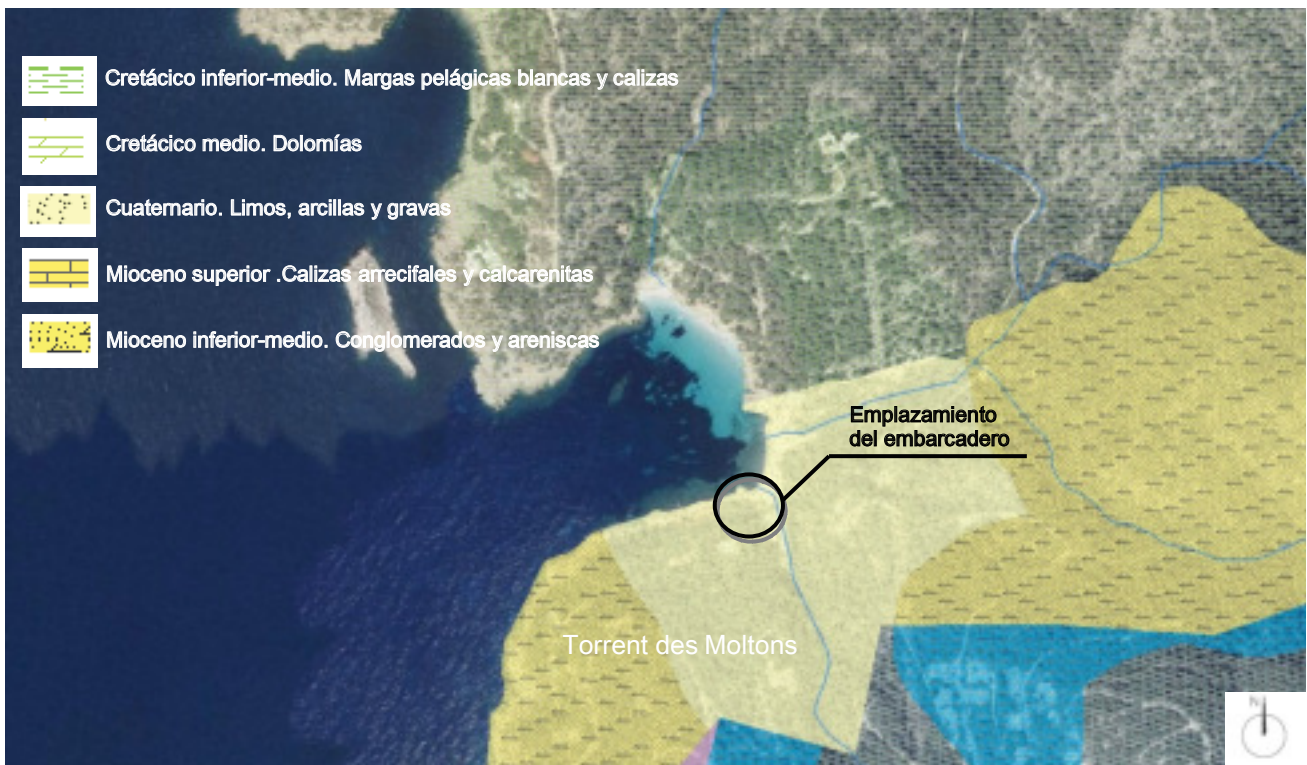 Cretácico inferior-medio. Margas pelágicas blancas y calizas
Cretácico medio. Dolomías
Cuaternario. Limos, arcillas y gravas
Mioceno superior .Calizas arrecifales y calcarenitas
Mioceno inferior-medio. Conglomerados y areniscas
Emplazamiento
del embarcadero
Torrent des Moltons
N